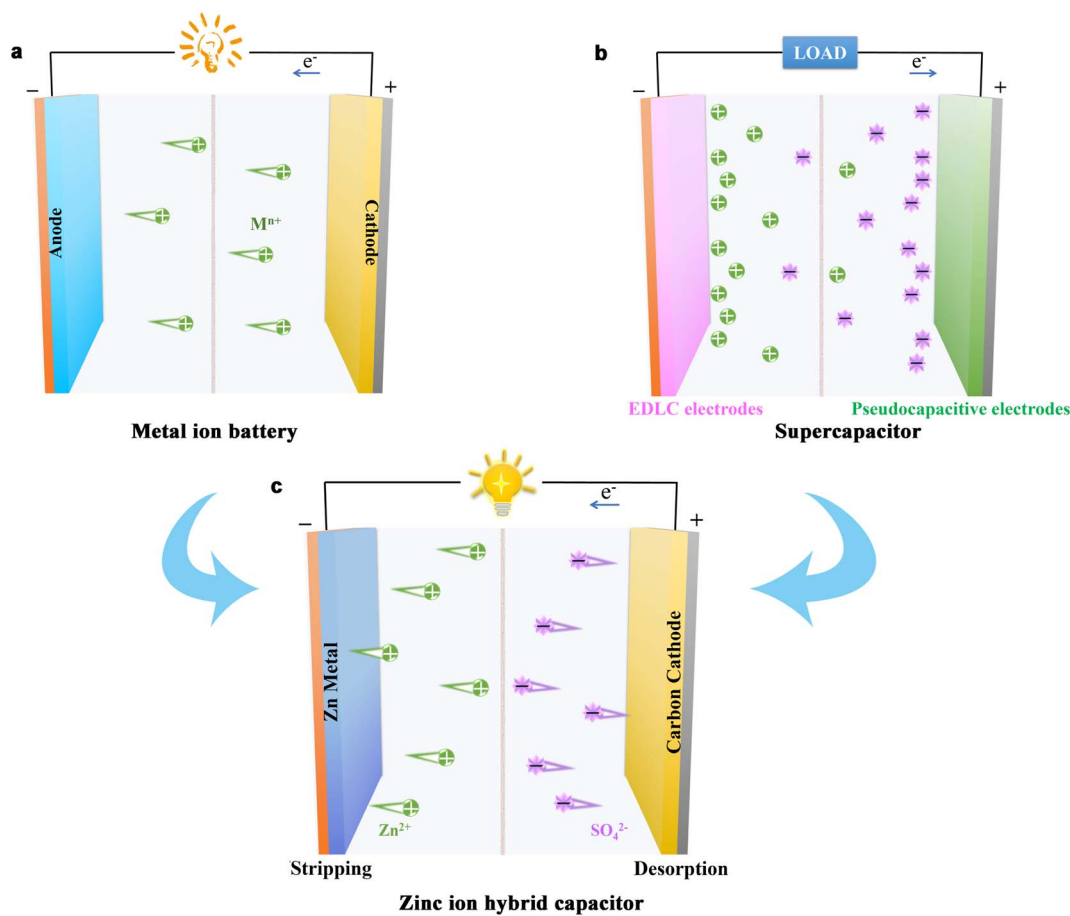 a
e⁻
−
+
Anode
Mⁿ⁺
Cathode
Metal ion battery
b
LOAD
e⁻
−
+
EDLC electrodes
Pseudocapacitive electrodes
Supercapacitor
c
e⁻
−
+
Zn Metal
Carbon Cathode
Zn²⁺
SO₄²⁻
Stripping
Desorption
Zinc ion hybrid capacitor